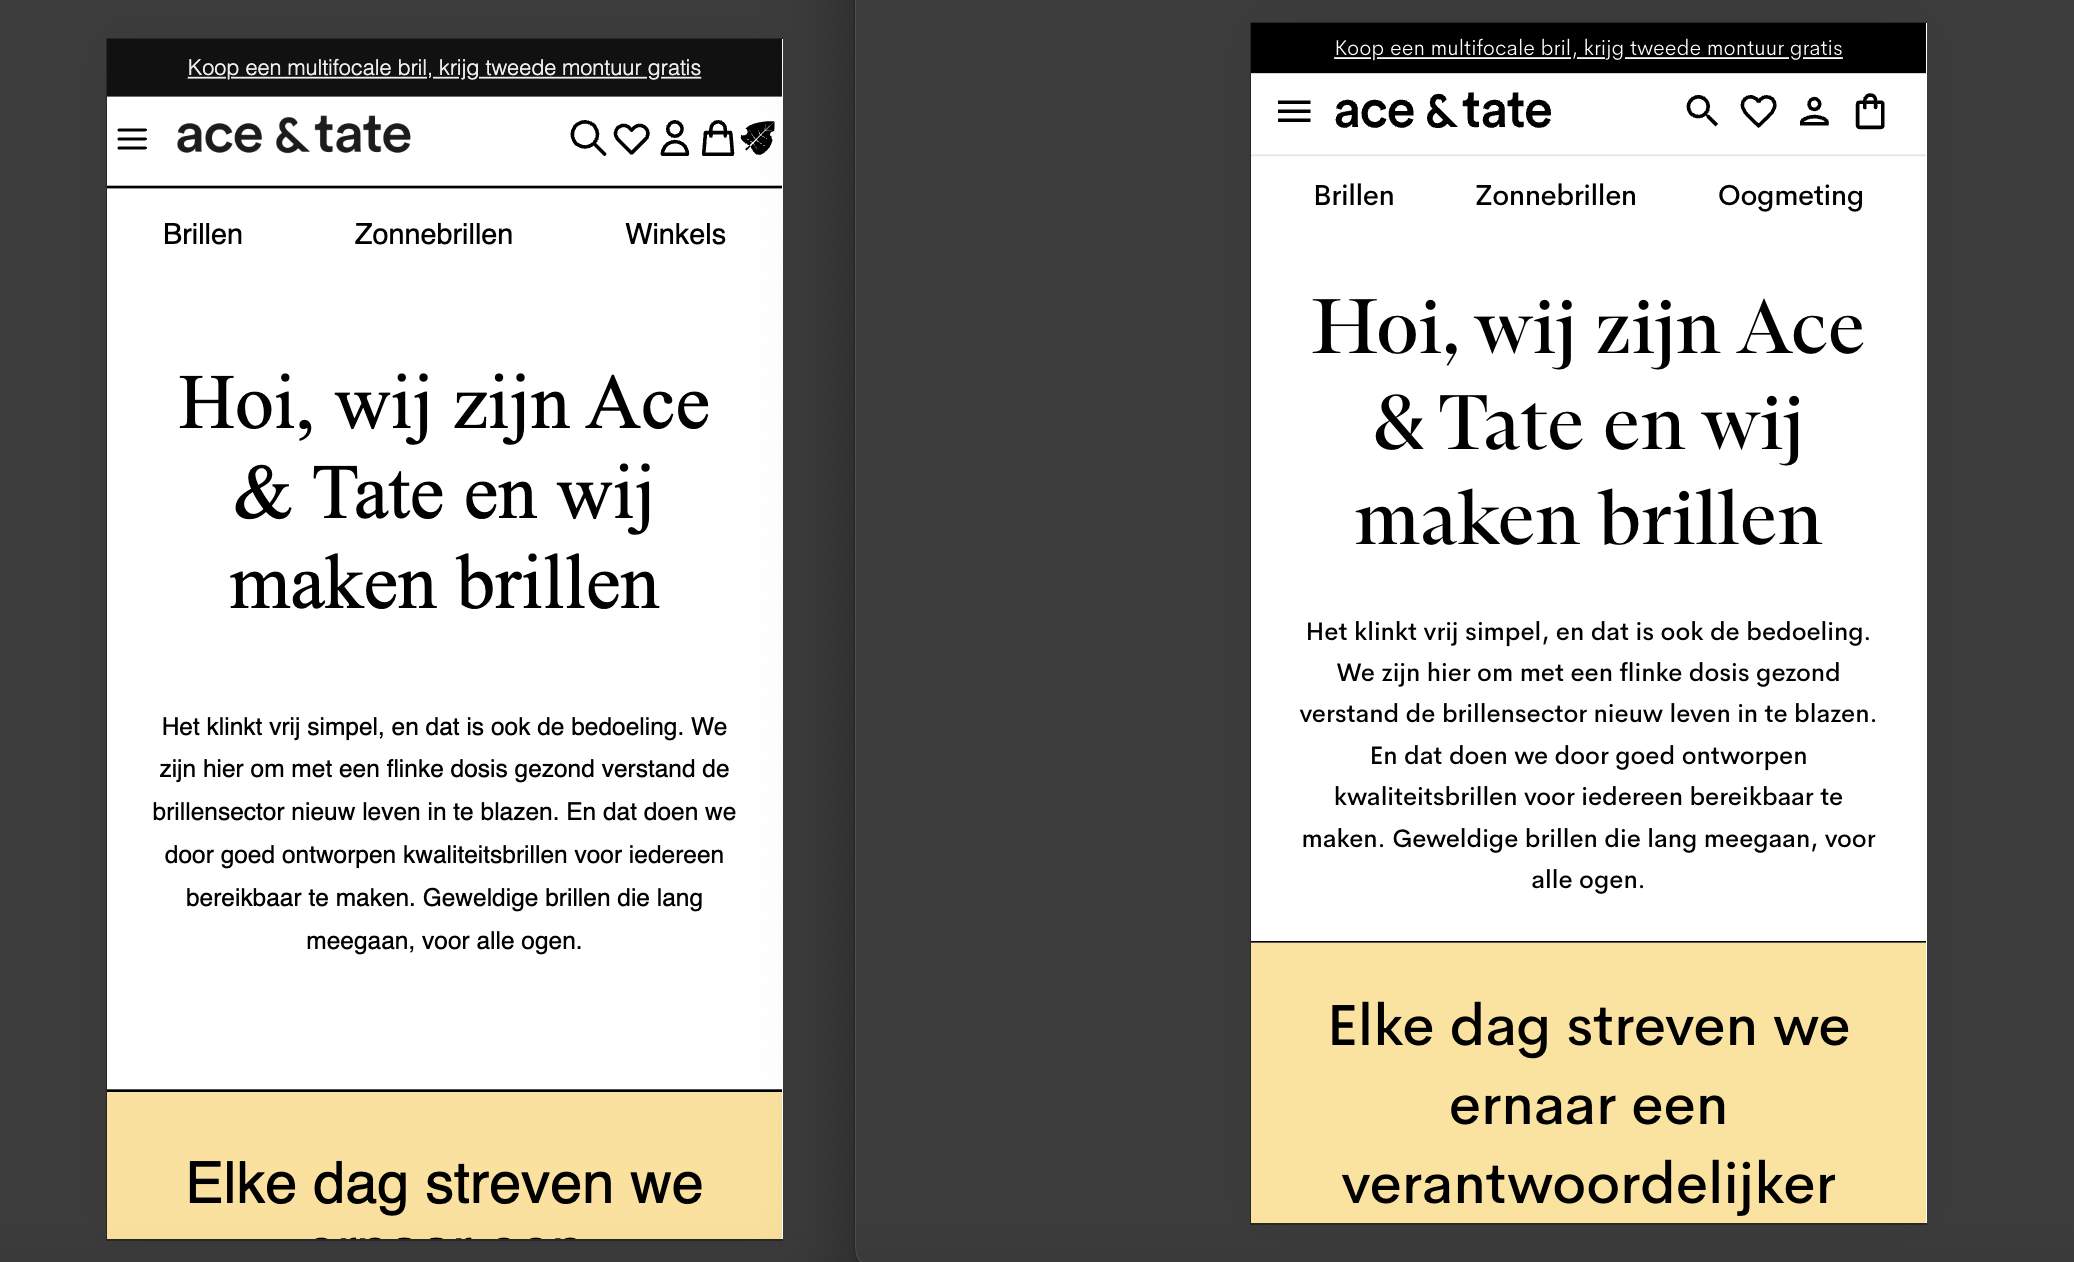 Koop een multifocale bril, krijg tweede montuur gratis
ace & tate
Brillen Zonnebrillen Winkels
Hoi, wij zijn Ace
& Tate en wij
maken brillen
Het klinkt vrij simpel, en dat is ook de bedoeling. We
zijn hier om met een flinke dosis gezond verstand de
brillensector nieuw leven in te blazen. En dat doen we
door goed ontworpen kwaliteitsbrillen voor iedereen
bereikbaar te maken. Geweldige brillen die lang
meegaan, voor alle ogen.
Elke dag streven we
Koop een multifocale bril, krijg tweede montuur gratis
ace & tate
Brillen Zonnebrillen Oogmeting
Hoi, wij zijn Ace
& Tate en wij
maken brillen
Het klinkt vrij simpel, en dat is ook de bedoeling.
We zijn hier om met een flinke dosis gezond
verstand de brillensector nieuw leven in te blazen.
En dat doen we door goed ontworpen
kwaliteitsbrillen voor iedereen bereikbaar te
maken. Geweldige brillen die lang meegaan, voor
alle ogen.
Elke dag streven we
ernaar een
verantwoordelijker